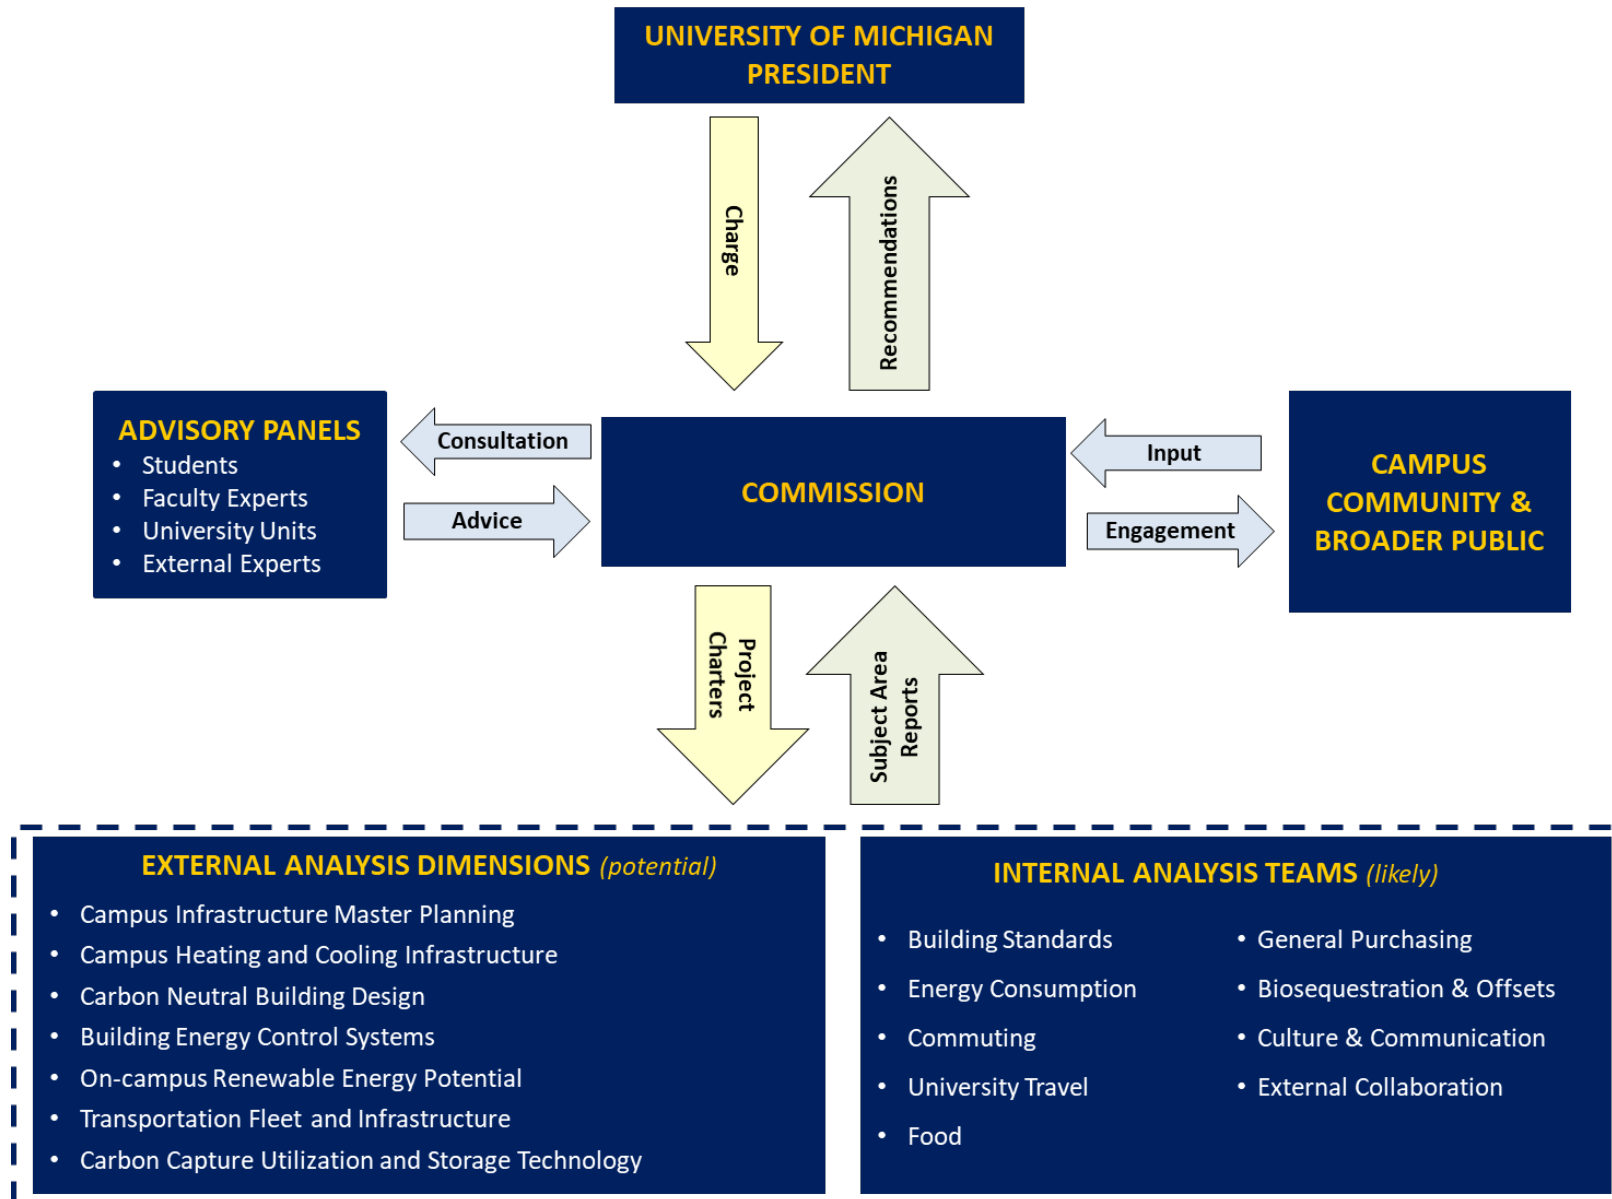 UNIVERSITY OF MICHIGAN
PRESIDENT
Charge
Recommendations
ADVISORY PANELS
• Students
• Faculty Experts
• University Units
• External Experts
Consultation
Advice
COMMISSION
Input
Engagement
CAMPUS
COMMUNITY &
BROADER PUBLIC
Project
Charters
Subject Area
Reports
EXTERNAL ANALYSIS DIMENSIONS (potential)
• Campus Infrastructure Master Planning
• Campus Heating and Cooling Infrastructure
• Carbon Neutral Building Design
• Building Energy Control Systems
• On-campus Renewable Energy Potential
• Transportation Fleet and Infrastructure
• Carbon Capture Utilization and Storage Technology
INTERNAL ANALYSIS TEAMS (likely)
• Building Standards
• Energy Consumption
• Commuting
• University Travel
• Food
• General Purchasing
• Biosequestration & Offsets
• Culture & Communication
• External Collaboration